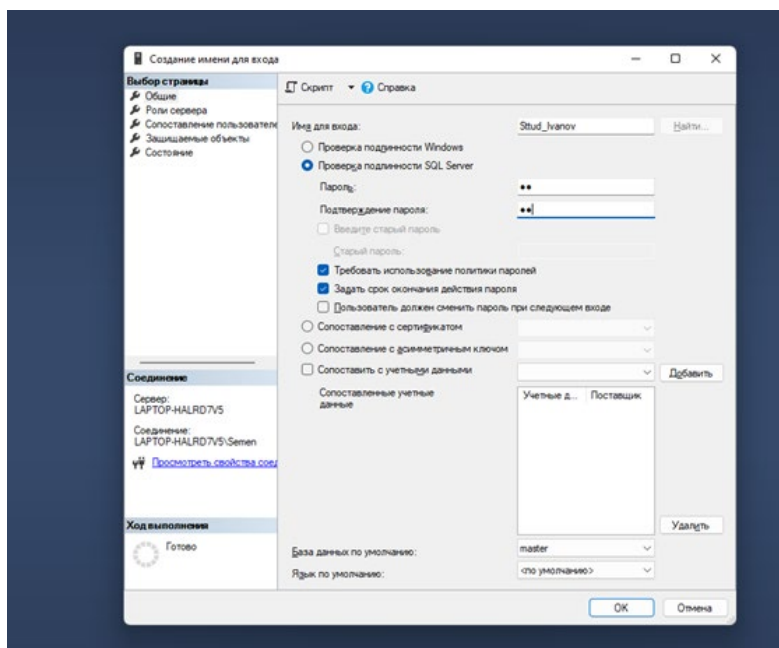 Создание имени для входа
Выбор страницы
Общие
Роли сервера
Сопоставление пользователе
Защищаемые объекты
Состояние
Скрипт
Справка
Имя для входа:
Sttud_Ivanov
Найти...
Проверка подлинности Windows
Проверка подлинности SQL Server
Пароль:
Подтверждение пароля:
Введите старый пароль
Старый пароль:
Требовать использование политики паролей
Задать срок окончания действия пароля
Пользователь должен сменить пароль при следующем входе
Сопоставление с сертификатом
Сопоставление с асимметричным ключом
Сопоставить с учетными данными
Добавить
Сопоставленные учетные
данные
Учетные д...
Поставщик
Удалить
База данных по умолчанию:
master
Язык по умолчанию:
<по умолчанию>
Соединение
Сервер:
LAPTOP-HALRD7V5
Соединение:
LAPTOP-HALRD7V5\Semen
Просмотреть свойства соед
Ход выполнения
Готово
OK
Отмена